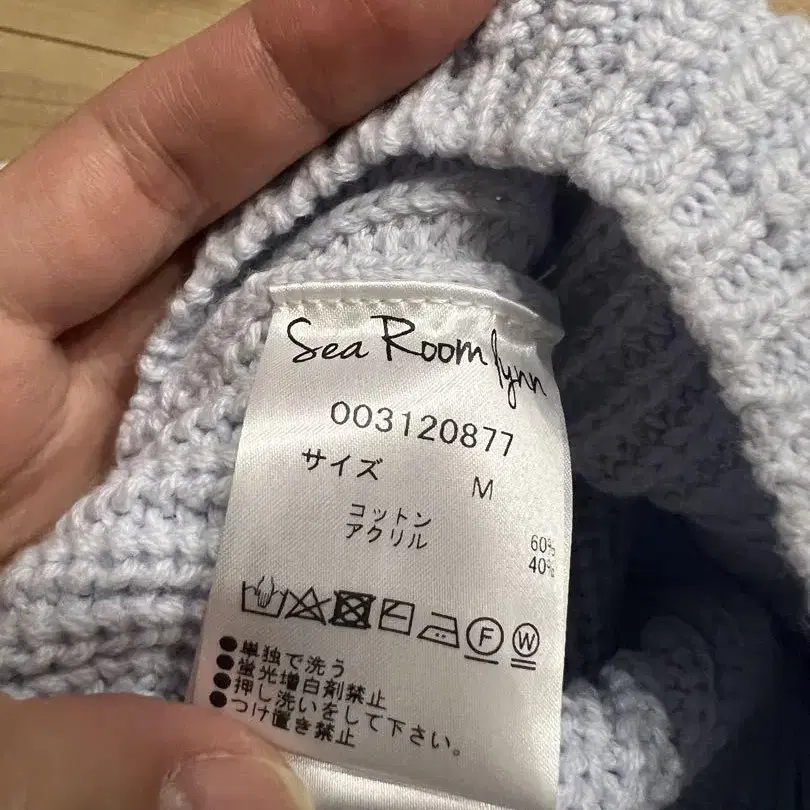 Sea Room lynn
003120877
サイズ M
コットン 60%
アクリル 40%
F W
●単独で洗う
●蛍光増白剤禁止
●押し洗いをして下さい。
●つけ置き禁止